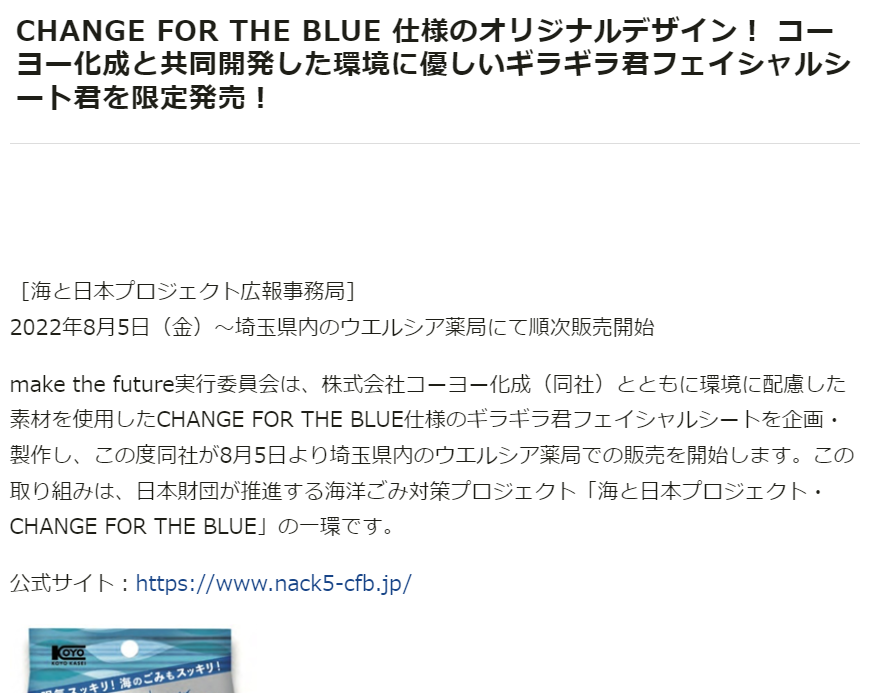 CHANGE FOR THE BLUE 仕様のオリジナルデザイン！ コー
ヨー化成と共同開発した環境に優しいギラギラ君フェイシャルシ
ート君を限定発売！
［海と日本プロジェクト広報事務局］
2022年8月5日（金）～埼玉県内のウエルシア薬局にて順次販売開始
make the future実行委員会は、株式会社コーヨー化成（同社）とともに環境に配慮した
素材を使用したCHANGE FOR THE BLUE仕様のギラギラ君フェイシャルシートを企画・
製作し、この度同社が8月5日より埼玉県内のウエルシア薬局での販売を開始します。この
取り組みは、日本財団が推進する海洋ごみ対策プロジェクト「海と日本プロジェクト・
CHANGE FOR THE BLUE」の一環です。
公式サイト：https://www.nack5-cfb.jp/
KOYO
KOYO KASEI
スッキリ！海のごみもスッキリ！